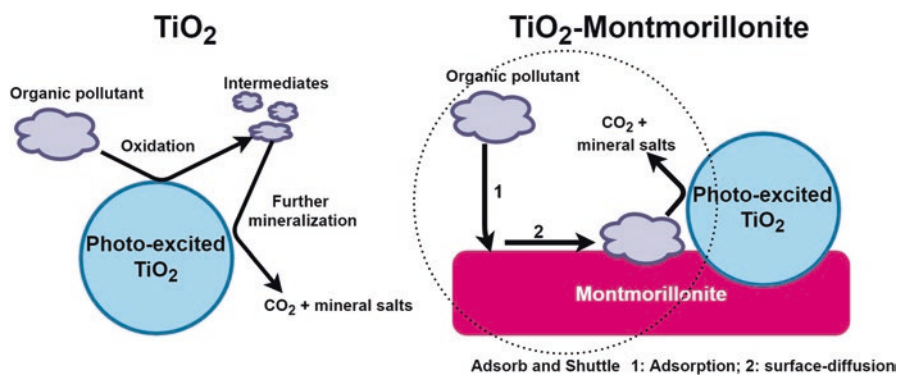 TiO₂
Organic pollutant
Intermediates
Oxidation
Further
mineralization
Photo-excited
TiO₂
CO₂ + mineral salts
TiO₂-Montmorillonite
Organic pollutant
CO₂ +
mineral salts
1
2
Photo-excited
TiO₂
Montmorillonite
Adsorb and Shuttle 1: Adsorption; 2: surface-diffusion